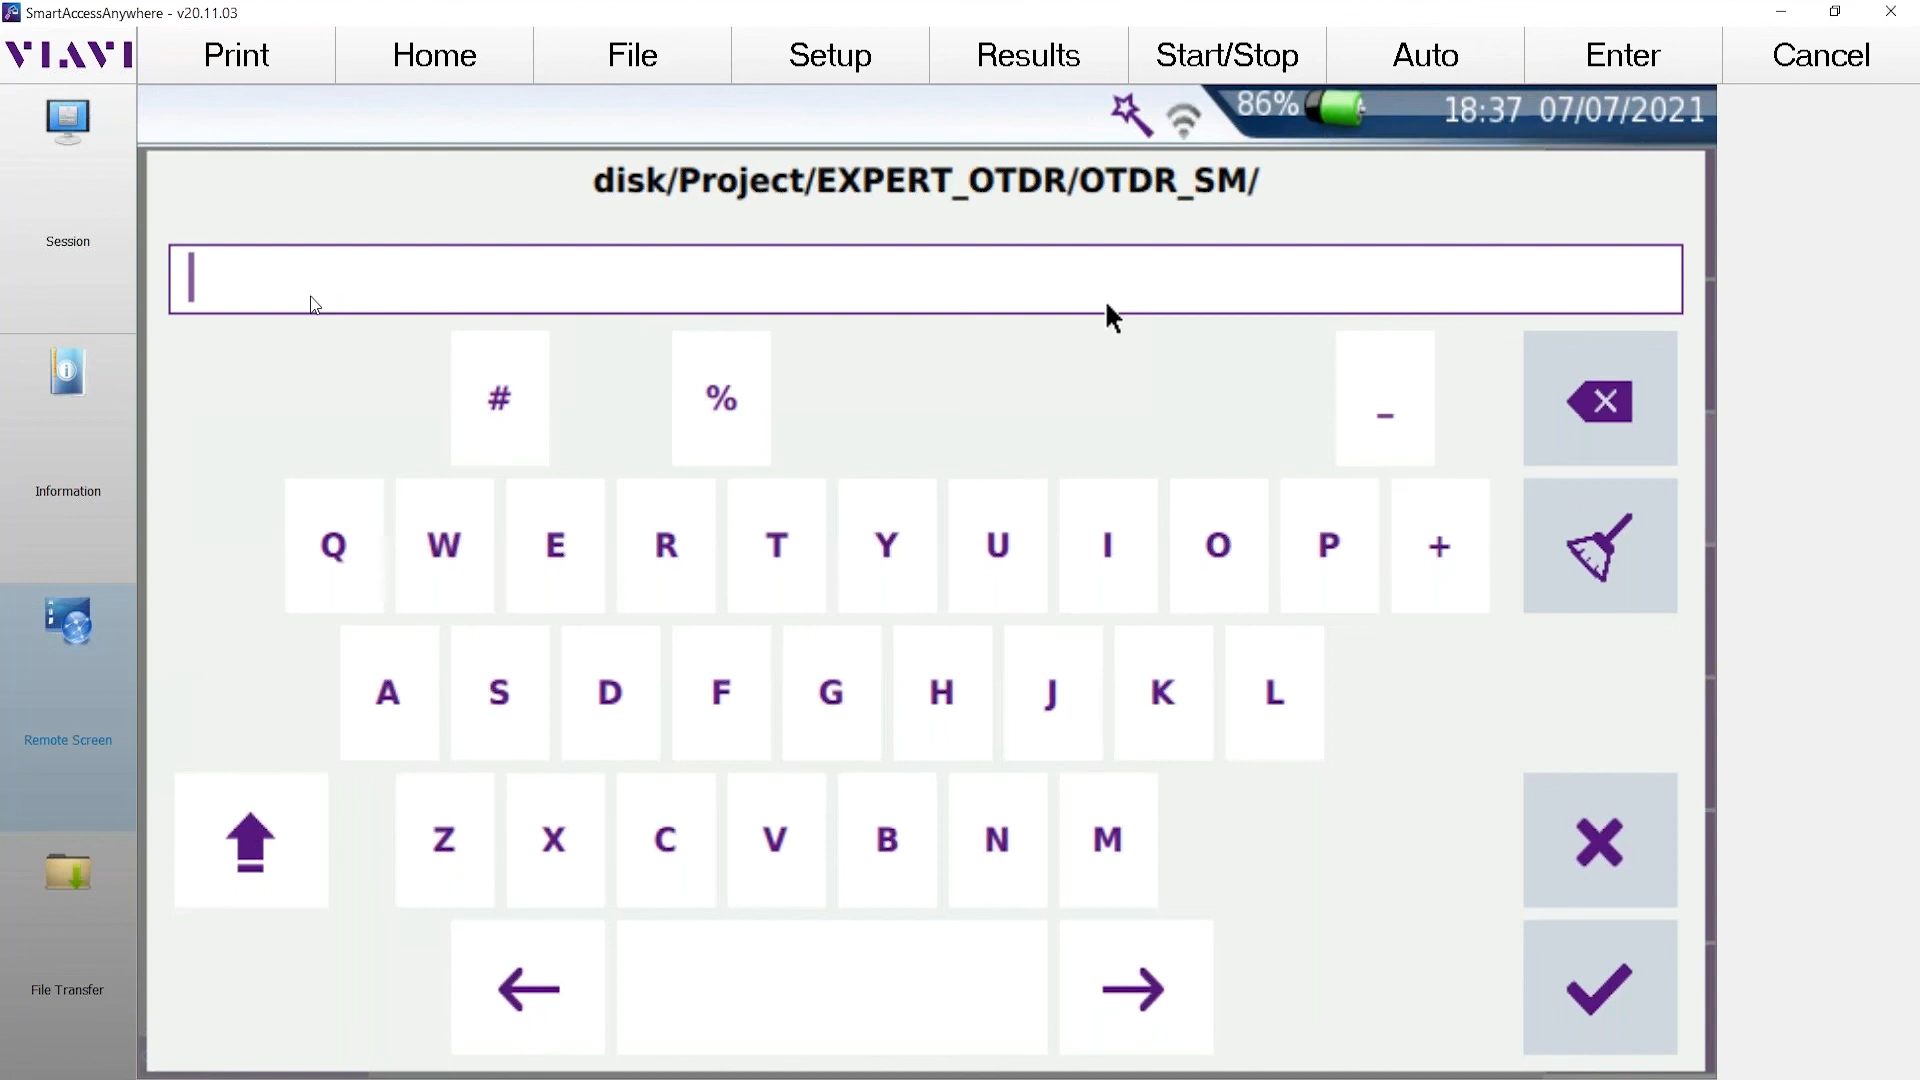 SmartAccessAnywhere - v20.11.03
VIAVI Print Home File Setup Results Start/Stop Auto Enter Cancel
86% 18:37 07/07/2021
disk/Project/EXPERT_OTDR/OTDR_SM/
Session
# % _
Information
Q W E R T Y U I O P +
A S D F G H J K L
Remote Screen
Z X C V B N M
File Transfer